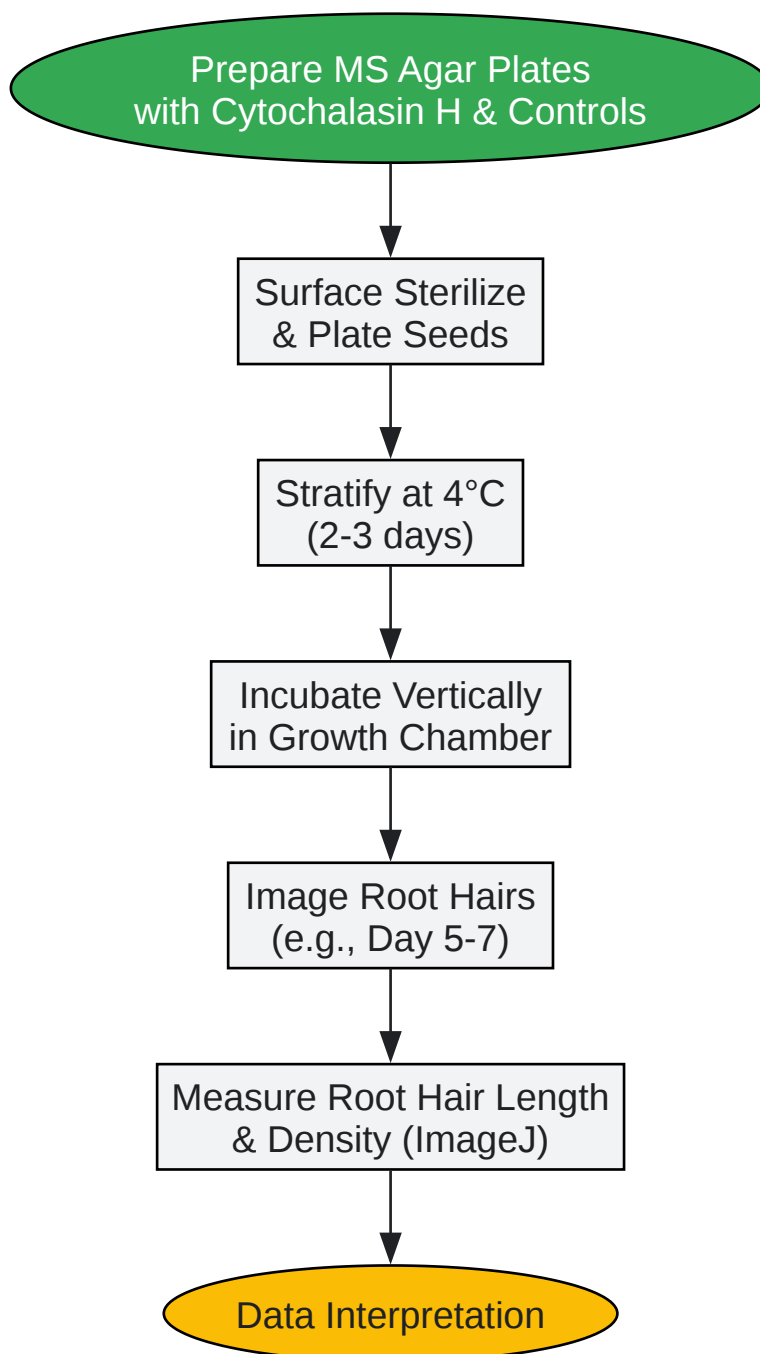 Prepare MS Agar Plates
with Cytochalasin H & Controls
Surface Sterilize
& Plate Seeds
Stratify at 4°C
(2-3 days)
Incubate Vertically
in Growth Chamber
Image Root Hairs
(e.g., Day 5-7)
Measure Root Hair Length
& Density (ImageJ)
Data Interpretation